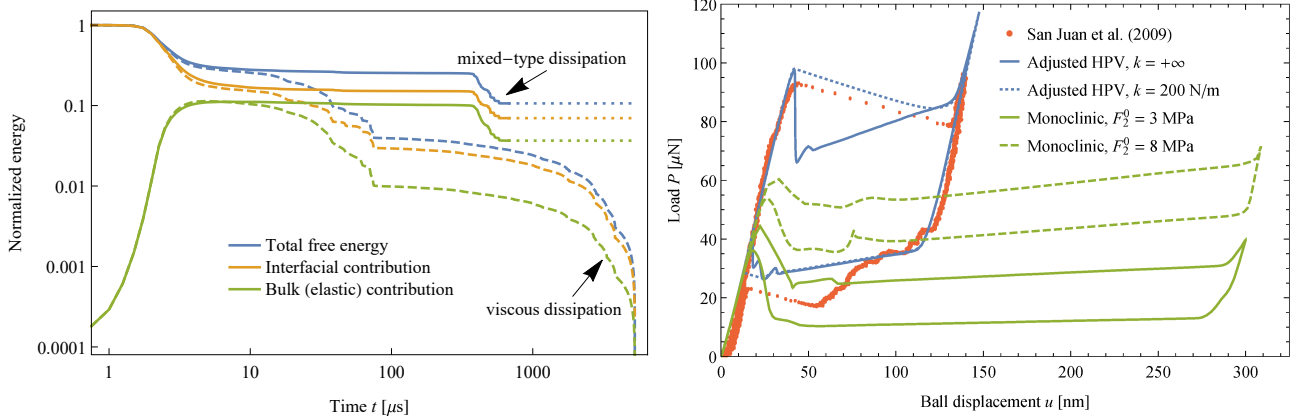 1
0.1
0.01
0.001
0.0001
Normalized energy
mixed-type dissipation
Total free energy
Interfacial contribution
Bulk (elastic) contribution
viscous dissipation
1 10 100 1000
Time t [μs]
120
100
80
60
40
20
0
Load P [μN]
San Juan et al. (2009)
Adjusted HPV, k = +∞
Adjusted HPV, k = 200 N/m
Monoclinic, F₂⁰ = 3 MPa
Monoclinic, F₂⁰ = 8 MPa
0 50 100 150 200 250 300
Ball displacement u [nm]